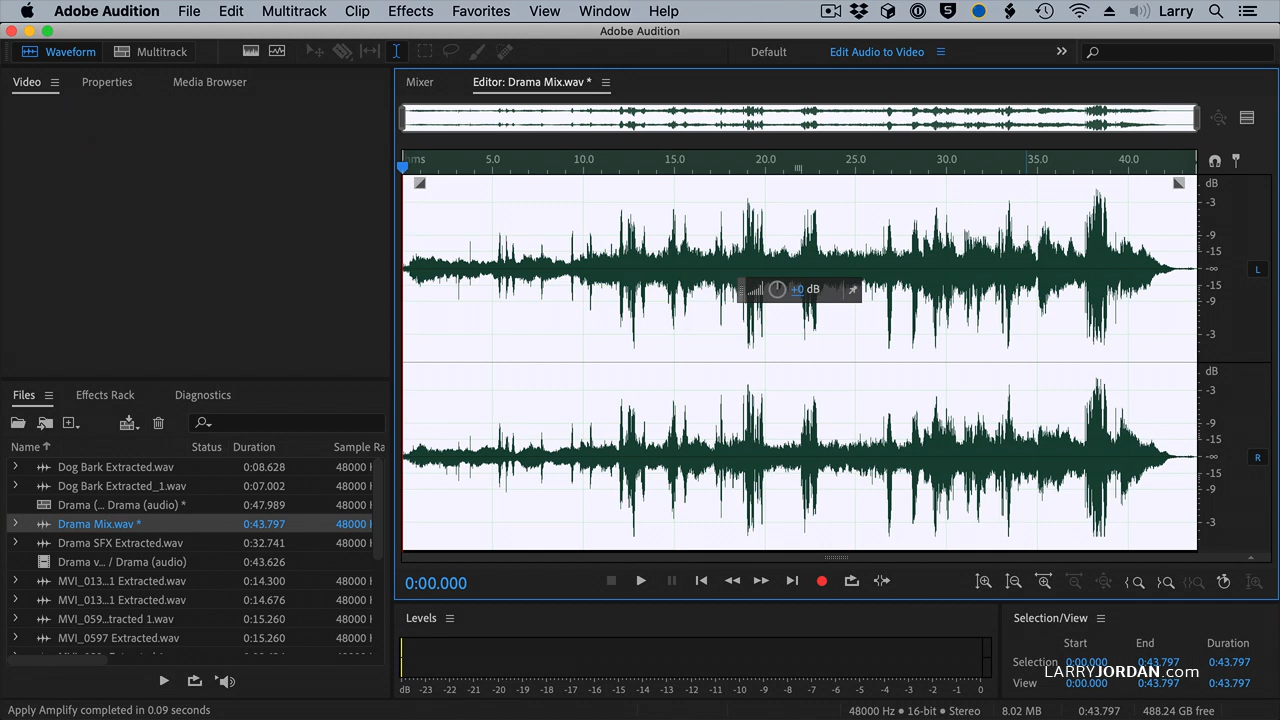 Adobe Audition File Edit Multitrack Clip Effects Favorites View Window Help Larry
Adobe Audition
Waveform Multitrack Default Edit Audio to Video
Video Properties Media Browser
Mixer Editor: Drama Mix.wav *
hms 5.0 10.0 15.0 20.0 25.0 30.0 35.0 40.0
dB
-3
-9
-15
-∞
-15
-9
-3
L
+0 dB
dB
-3
-9
-15
-∞
-15
-9
-3
R
Files Effects Rack Diagnostics
Name Status Duration Sample Ra
Dog Bark Extracted.wav 0:08.628 48000 H
Dog Bark Extracted_1.wav 0:07.002 48000 H
Drama (... Drama (audio) * 0:47.989 48000 H
Drama Mix.wav * 0:43.797 48000 H
Drama SFX Extracted.wav 0:32.741 48000 H
Drama v... / Drama (audio) 0:43.626
MVI_013...1 Extracted.wav 0:14.300 48000 H
MVI_013...1 Extracted.wav 0:14.676 48000 H
MVI_059...tracted 1.wav 0:15.260 48000 H
MVI_0597 Extracted.wav 0:15.260 48000 H
0:00.000
Levels
dB -23 -22 -21 -20 -19 -18 -17 -16 -15 -14 -13 -12 -11 -10 -9 -8 -7 -6 -5 -4 -3 -2 -1 0
Selection/View
Start End Duration
Selection 0:00.000 0:43.797 0:43.797
View 0:00.000 0:43.797 0:43.797
LARRYJORDAN.com
Apply Amplify completed in 0.09 seconds
48000 Hz • 16-bit • Stereo 8.02 MB 0:43.797 488.24 GB free